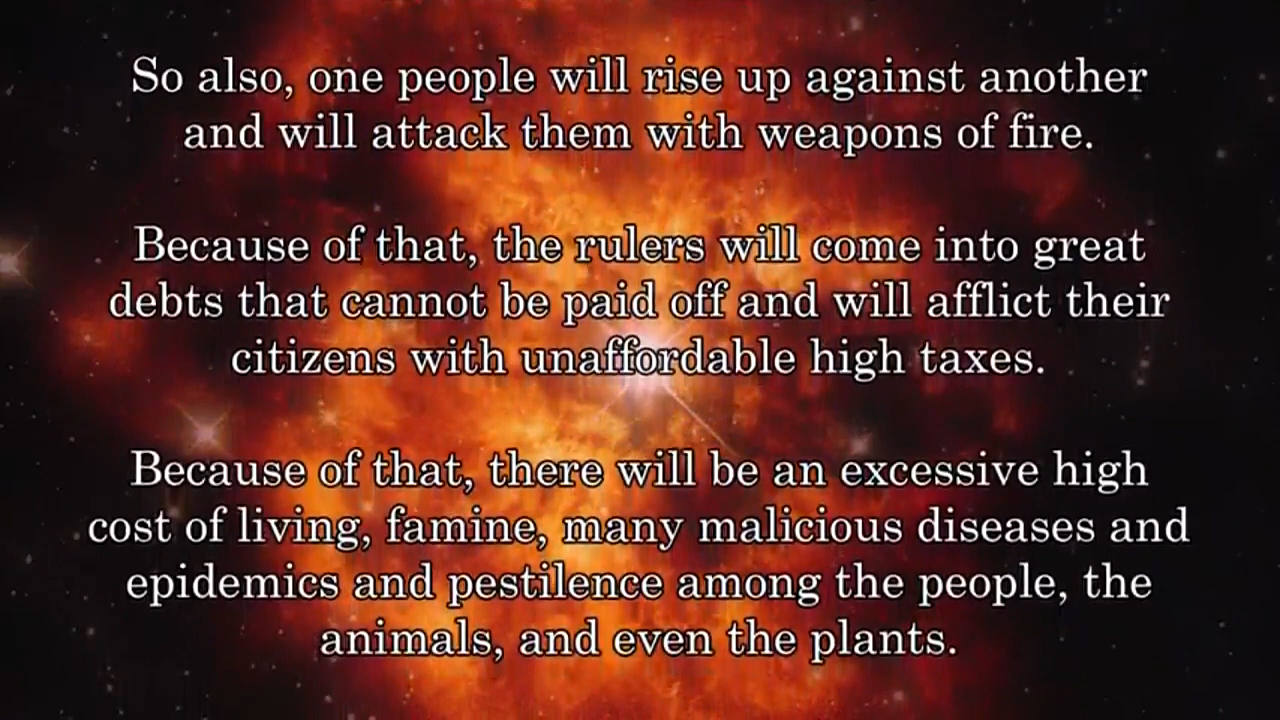 So also, one people will rise up against another
and will attack them with weapons of fire.
Because of that, the rulers will come into great
debts that cannot be paid off and will afflict their
citizens with unaffordable high taxes.
Because of that, there will be an excessive high
cost of living, famine, many malicious diseases and
epidemics and pestilence among the people, the
animals, and even the plants.